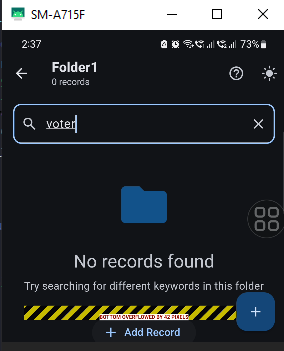 SM-A715F
2:37
73%
Folder1
0 records
voter
No records found
Try searching for different keywords in this folder
BOTTOM OVERFLOWED BY 42 PIXELS
+ Add Record